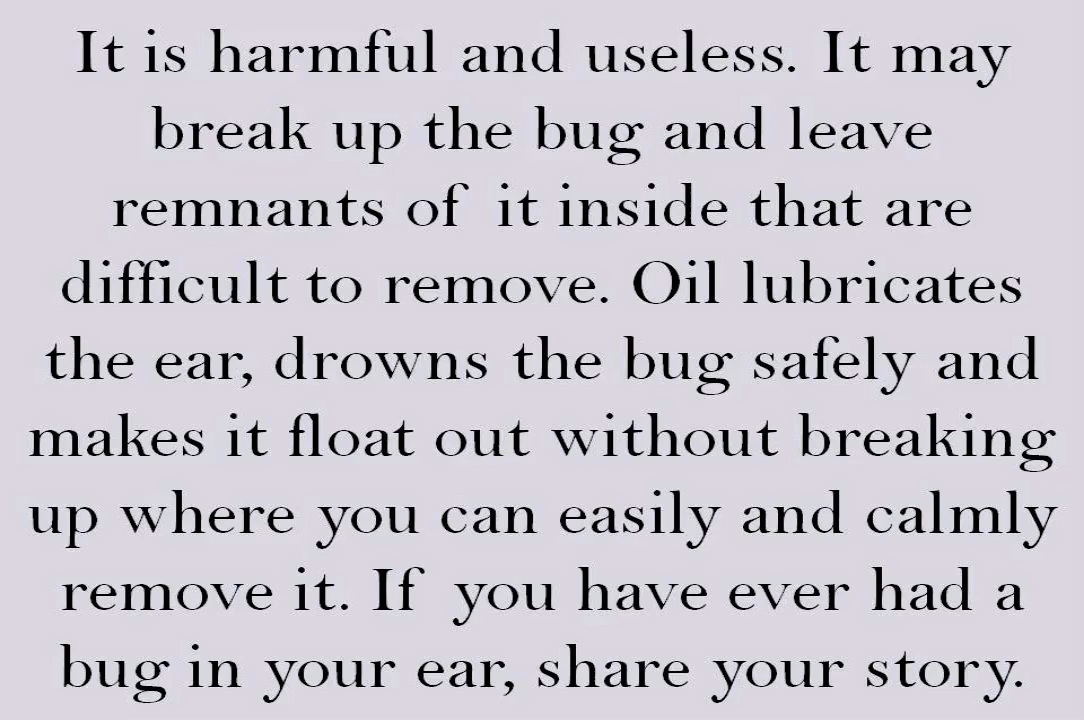 It is harmful and useless. It may
break up the bug and leave
remnants of it inside that are
difficult to remove. Oil lubricates
the ear, drowns the bug safely and
makes it float out without breaking
up where you can easily and calmly
remove it. If you have ever had a
bug in your ear, share your story.